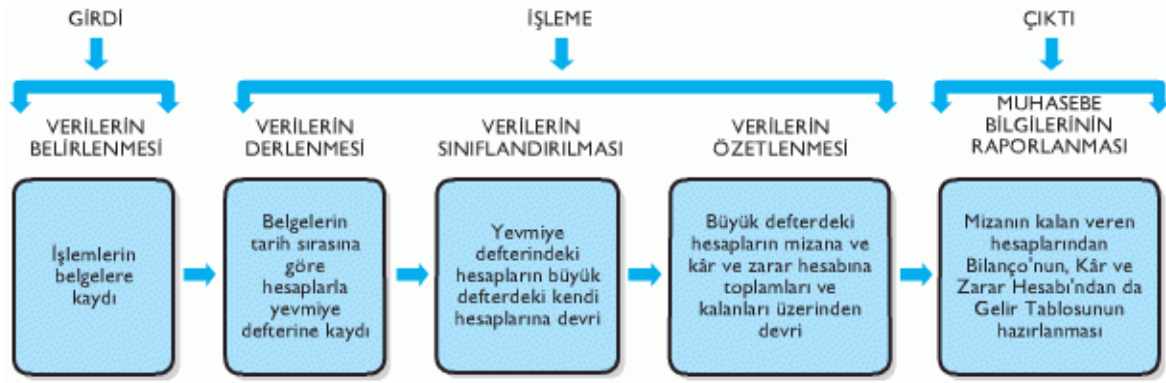 GİRDİ
İŞLEME
ÇIKTI
VERİLERİN
BELİRLENMESİ
VERİLERİN
DERLENMESİ
VERİLERİN
SINIFLANDIRILMASI
VERİLERİN
ÖZETLENMESİ
MUHASEBE
BİLGİLERİNİN
RAPORLANMASI
İşlemlerin
belgelere
kaydı
Belgelerin
tarih sırasına
göre
hesaplarla
yevmiye
defterine kaydı
Yevmiye
defterindeki
hesapların büyük
defterdeki kendi
hesaplarına devri
Büyük defterdeki
hesapların mizana ve
kâr ve zarar hesabına
toplamları ve
kalanları üzerinden
devri
Mizanın kalan veren
hesaplarından
Bilanço'nun, Kâr ve
Zarar Hesabı'ndan da
Gelir Tablosunun
hazırlanması